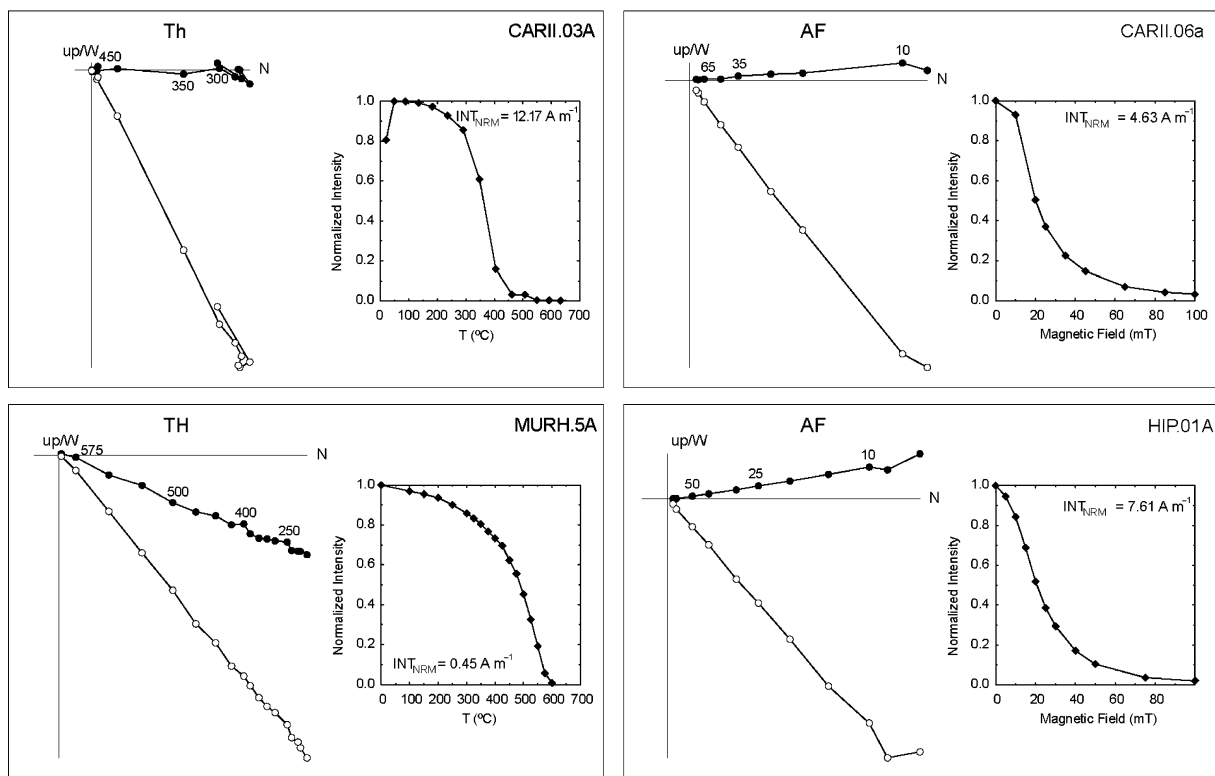 Th
CARII.03A
up/W
450
N
350
300
INT_NRM = 12.17 A m⁻¹
1.0
0.8
0.6
0.4
0.2
0.0
Normalized Intensity
0 100 200 300 400 500 600 700
T (ºC)
AF
CARII.06a
up/W
65
35
10
N
INT_NRM = 4.63 A m⁻¹
1.0
0.8
0.6
0.4
0.2
0.0
Normalized Intensity
0 20 40 60 80 100
Magnetic Field (mT)
TH
MURH.5A
up/W
575
N
500
400
250
INT_NRM = 0.45 A m⁻¹
1.0
0.8
0.6
0.4
0.2
0.0
Normalized Intensity
0 100 200 300 400 500 600 700
T (ºC)
AF
HIP.01A
up/W
50
25
10
N
INT_NRM = 7.61 A m⁻¹
1.0
0.8
0.6
0.4
0.2
0.0
Normalized Intensity
0 20 40 60 80
Magnetic Field (mT)